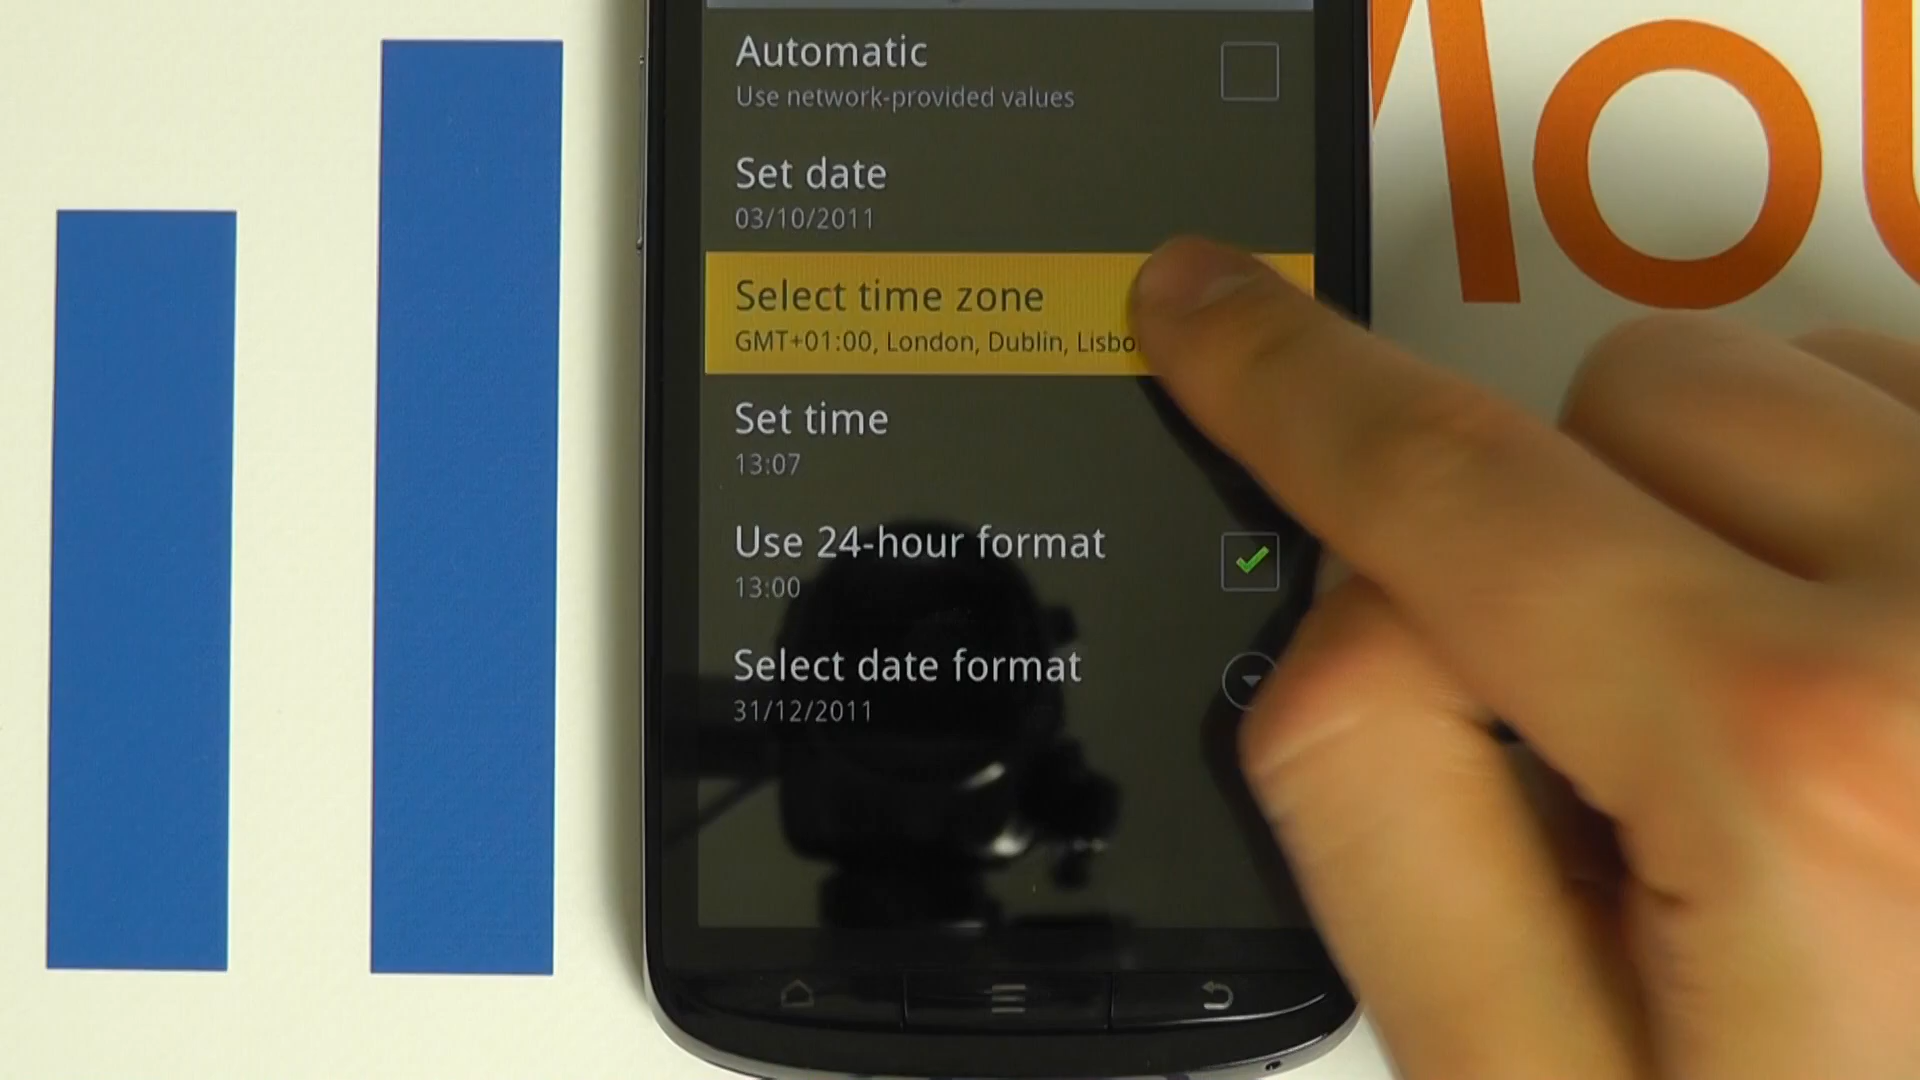 Automatic
Use network-provided values
Set date
03/10/2011
Select time zone
GMT+01:00, London, Dublin,
Set time
13:07
Use 24-hour format
13:00
Select date format
31/12/2011